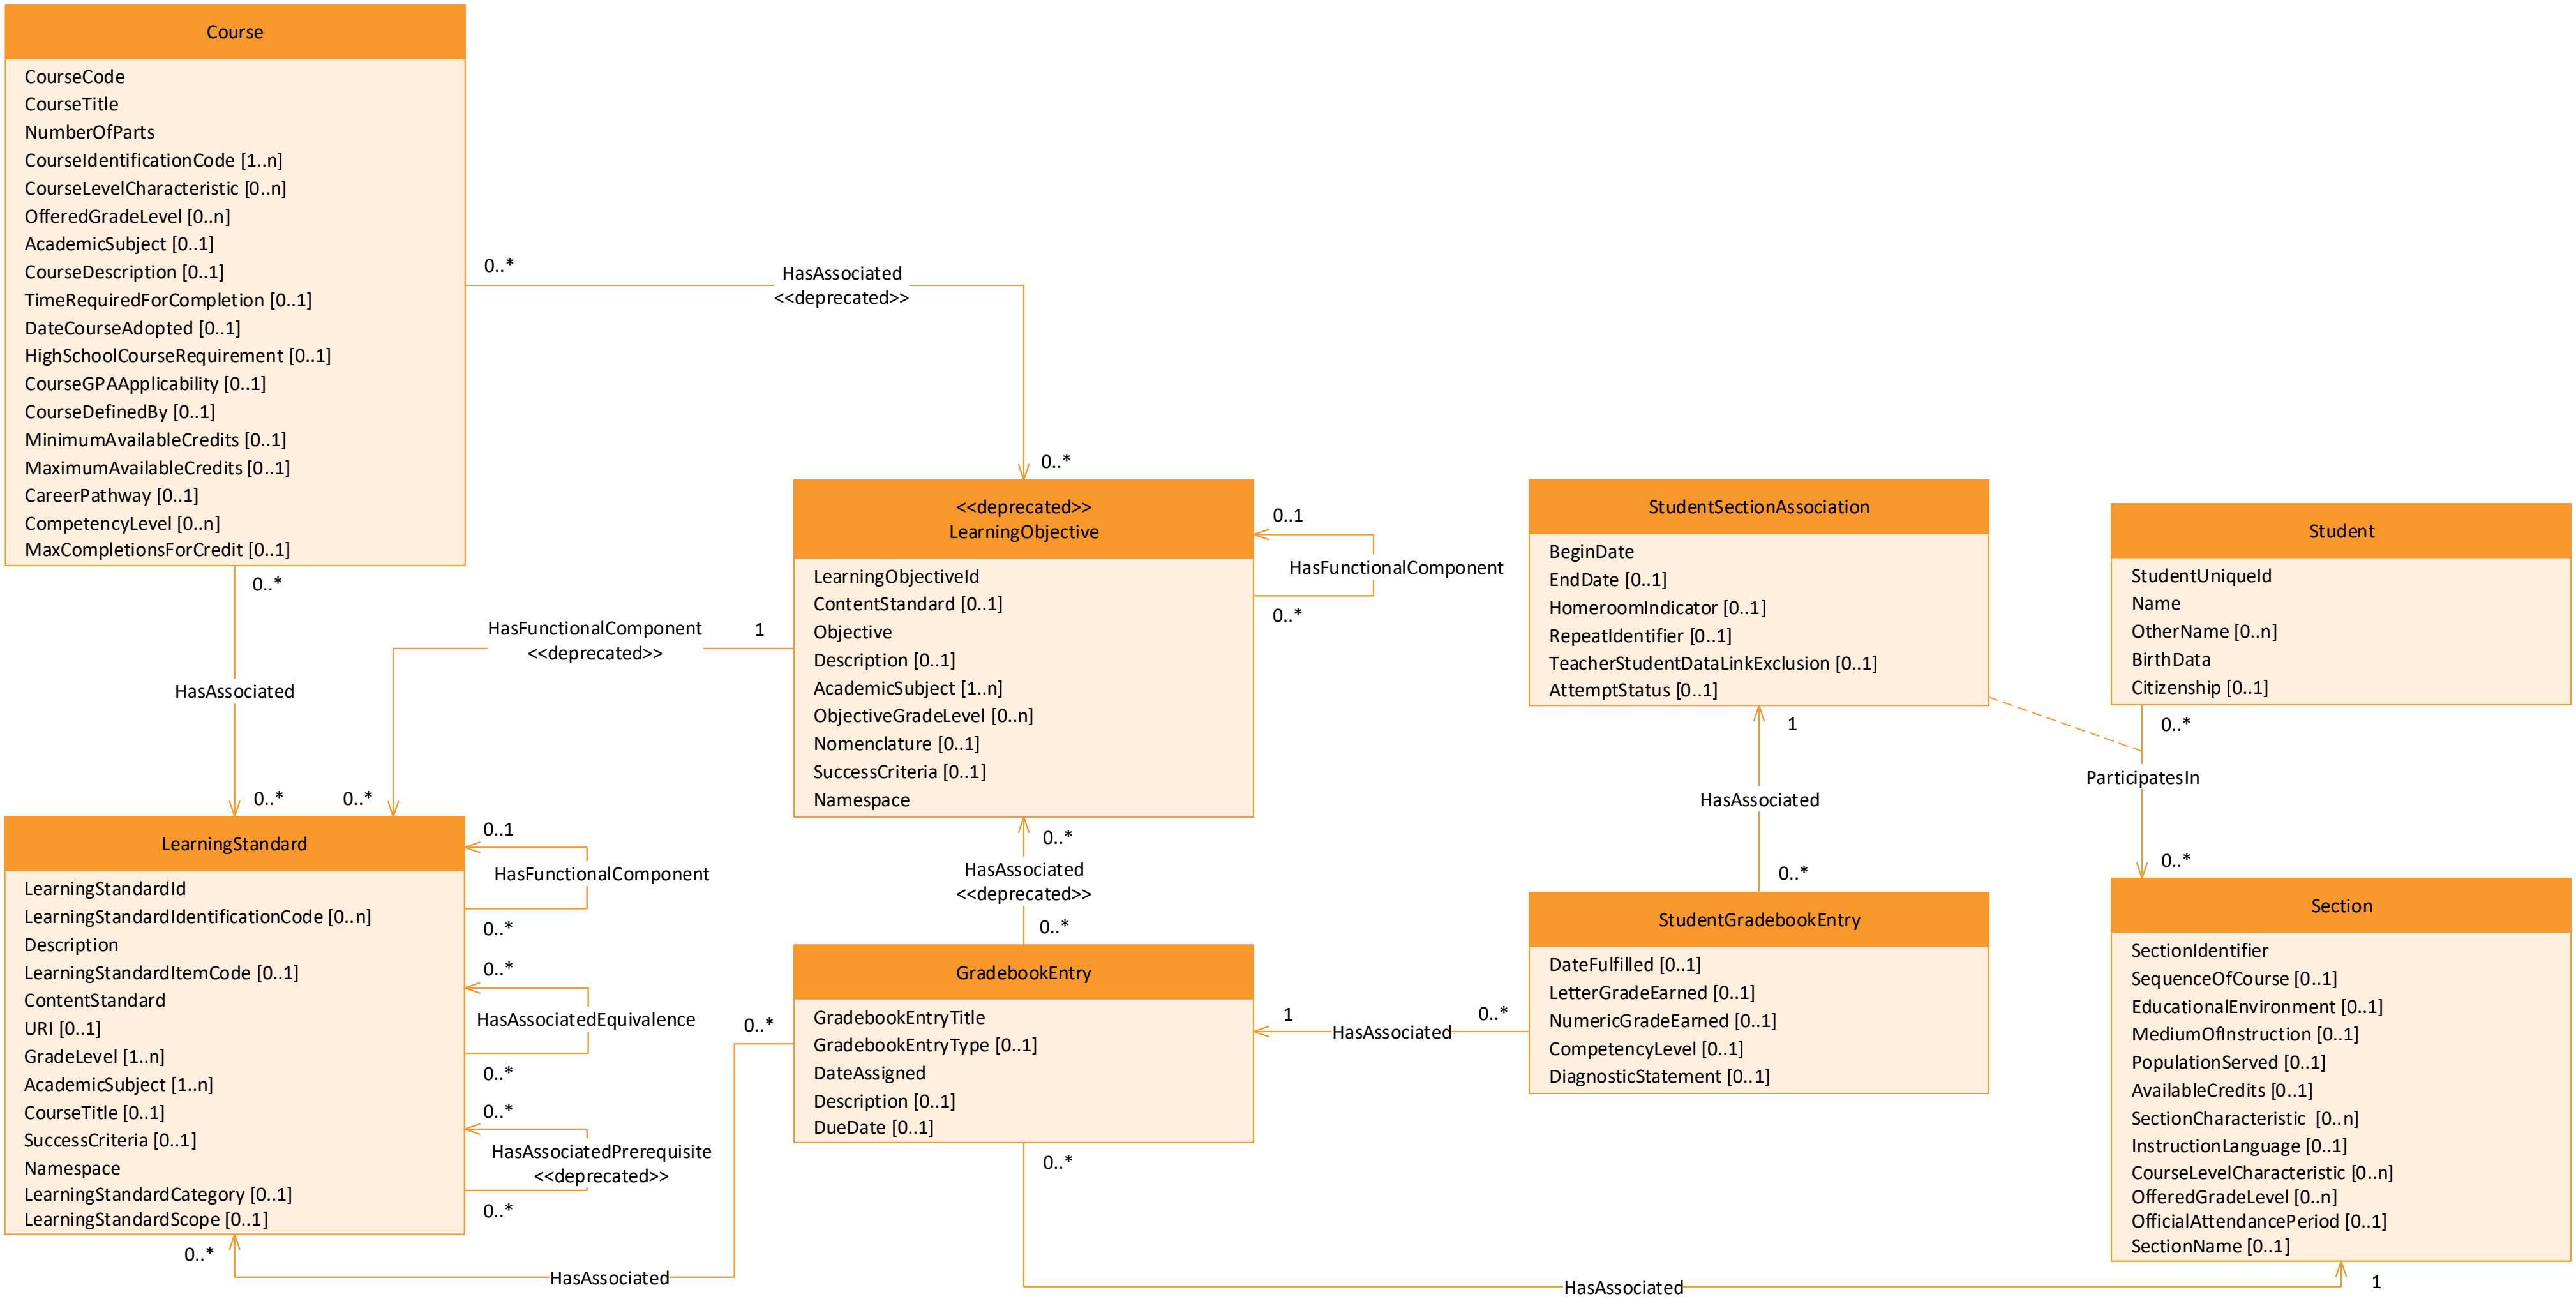 Course
CourseCode
CourseTitle
NumberOfParts
CourseIdentificationCode [1..n]
CourseLevelCharacteristic [0..n]
OfferedGradeLevel [0..n]
AcademicSubject [0..1]
CourseDescription [0..1]
TimeRequiredForCompletion [0..1]
DateCourseAdopted [0..1]
HighSchoolCourseRequirement [0..1]
CourseGPAApplicability [0..1]
CourseDefinedBy [0..1]
MinimumAvailableCredits [0..1]
MaximumAvailableCredits [0..1]
CareerPathway [0..1]
CompetencyLevel [0..n]
MaxCompletionsForCredit [0..1]
0..*
HasAssociated
<<deprecated>>
0..*
0..*
HasAssociated
0..*
<<deprecated>>
LearningObjective
LearningObjectiveId
ContentStandard [0..1]
Objective
Description [0..1]
AcademicSubject [1..n]
ObjectiveGradeLevel [0..n]
Nomenclature [0..1]
SuccessCriteria [0..1]
Namespace
0..1
HasFunctionalComponent
0..*
1
HasFunctionalComponent
<<deprecated>>
0..*
StudentSectionAssociation
BeginDate
EndDate [0..1]
HomeroomIndicator [0..1]
RepeatIdentifier [0..1]
TeacherStudentDataLinkExclusion [0..1]
AttemptStatus [0..1]
Student
StudentUniqueId
Name
OtherName [0..n]
BirthData
Citizenship [0..1]
0..*
ParticipatesIn
0..*
1
HasAssociated
0..*
LearningStandard
LearningStandardId
LearningStandardIdentificationCode [0..n]
Description
LearningStandardItemCode [0..1]
ContentStandard
URI [0..1]
GradeLevel [1..n]
AcademicSubject [1..n]
CourseTitle [0..1]
SuccessCriteria [0..1]
Namespace
LearningStandardCategory [0..1]
LearningStandardScope [0..1]
0..1
HasFunctionalComponent
0..*
0..*
HasAssociatedEquivalence
0..*
0..*
HasAssociatedPrerequisite
<<deprecated>>
0..*
0..*
HasAssociated
<<deprecated>>
0..*
GradebookEntry
GradebookEntryTitle
GradebookEntryType [0..1]
DateAssigned
Description [0..1]
DueDate [0..1]
0..*
HasAssociated
0..*
1
HasAssociated
0..*
StudentGradebookEntry
DateFulfilled [0..1]
LetterGradeEarned [0..1]
NumericGradeEarned [0..1]
CompetencyLevel [0..1]
DiagnosticStatement [0..1]
Section
SectionIdentifier
SequenceOfCourse [0..1]
EducationalEnvironment [0..1]
MediumOfInstruction [0..1]
PopulationServed [0..1]
AvailableCredits [0..1]
SectionCharacteristic [0..n]
InstructionLanguage [0..1]
CourseLevelCharacteristic [0..n]
OfferedGradeLevel [0..n]
OfficialAttendancePeriod [0..1]
SectionName [0..1]
0..*
HasAssociated
1